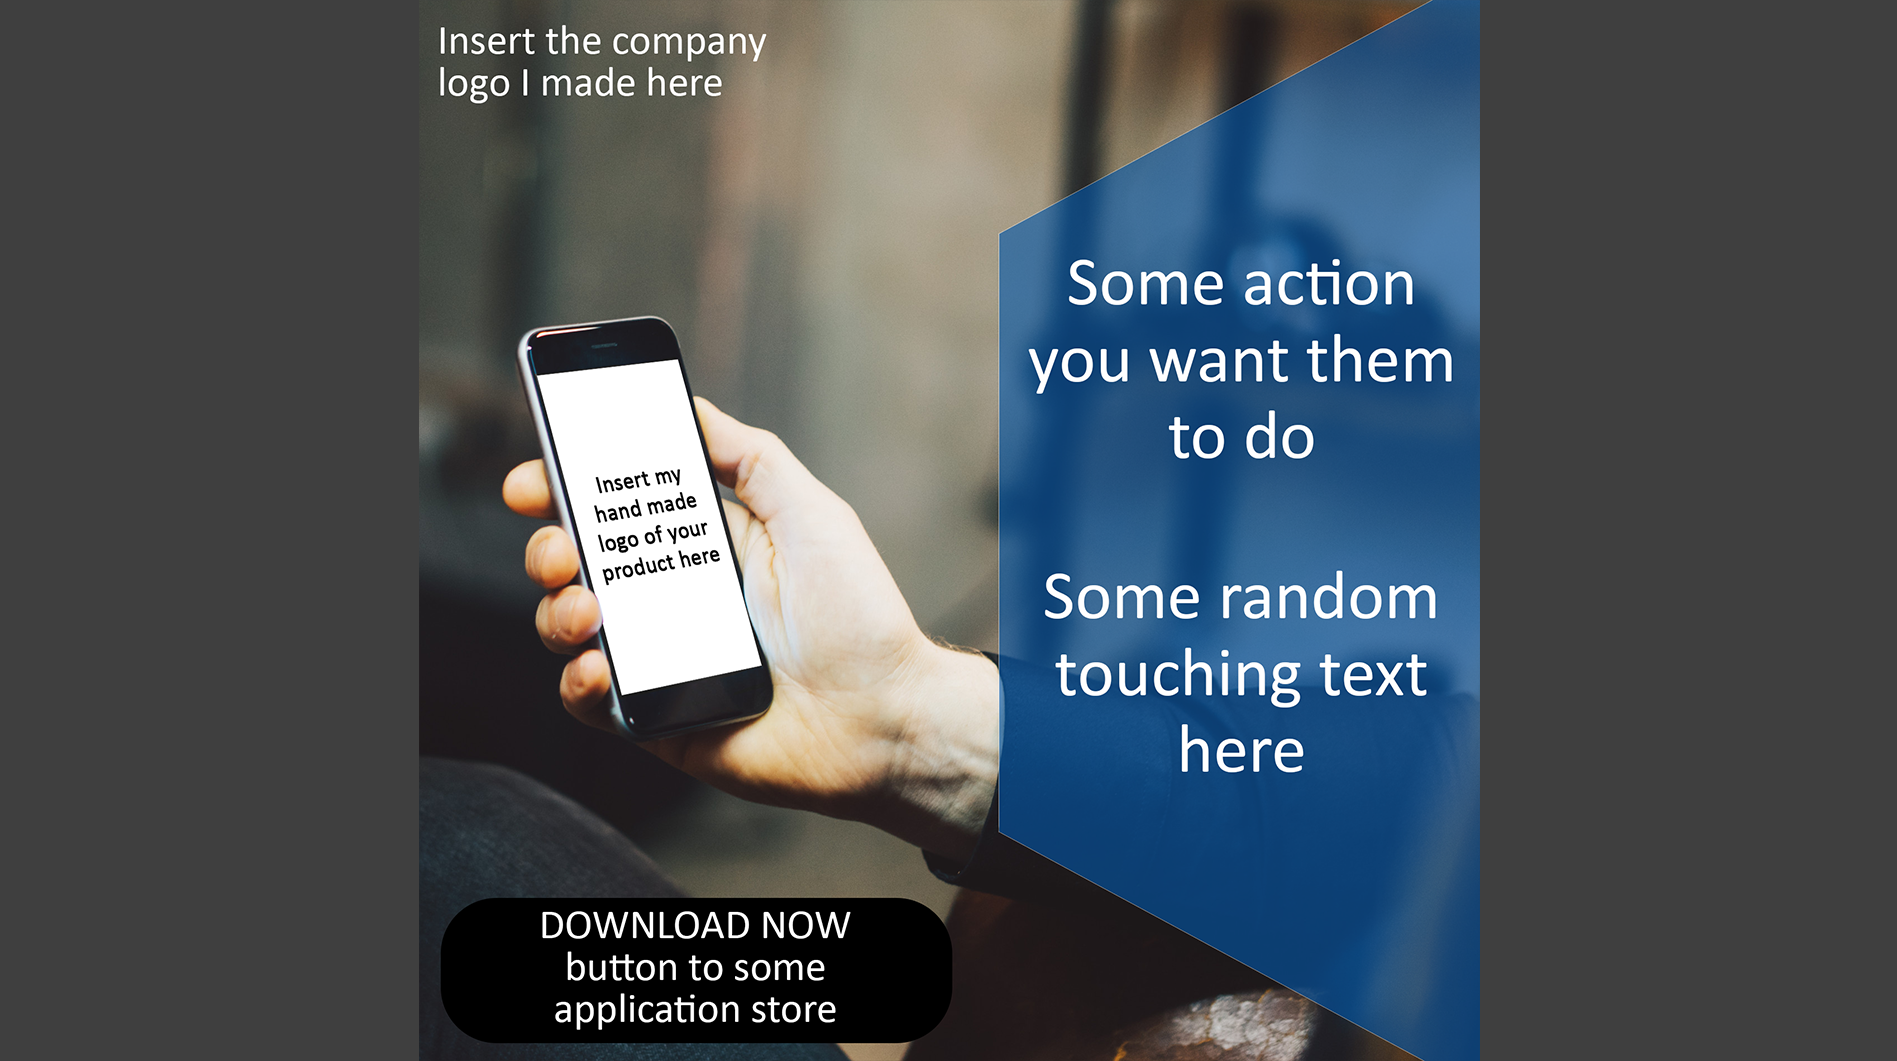 Insert the company
logo I made here
Some action
you want them
to do
Insert my
hand made
logo of your
product here
Some random
touching text
here
DOWNLOAD NOW
button to some
application store